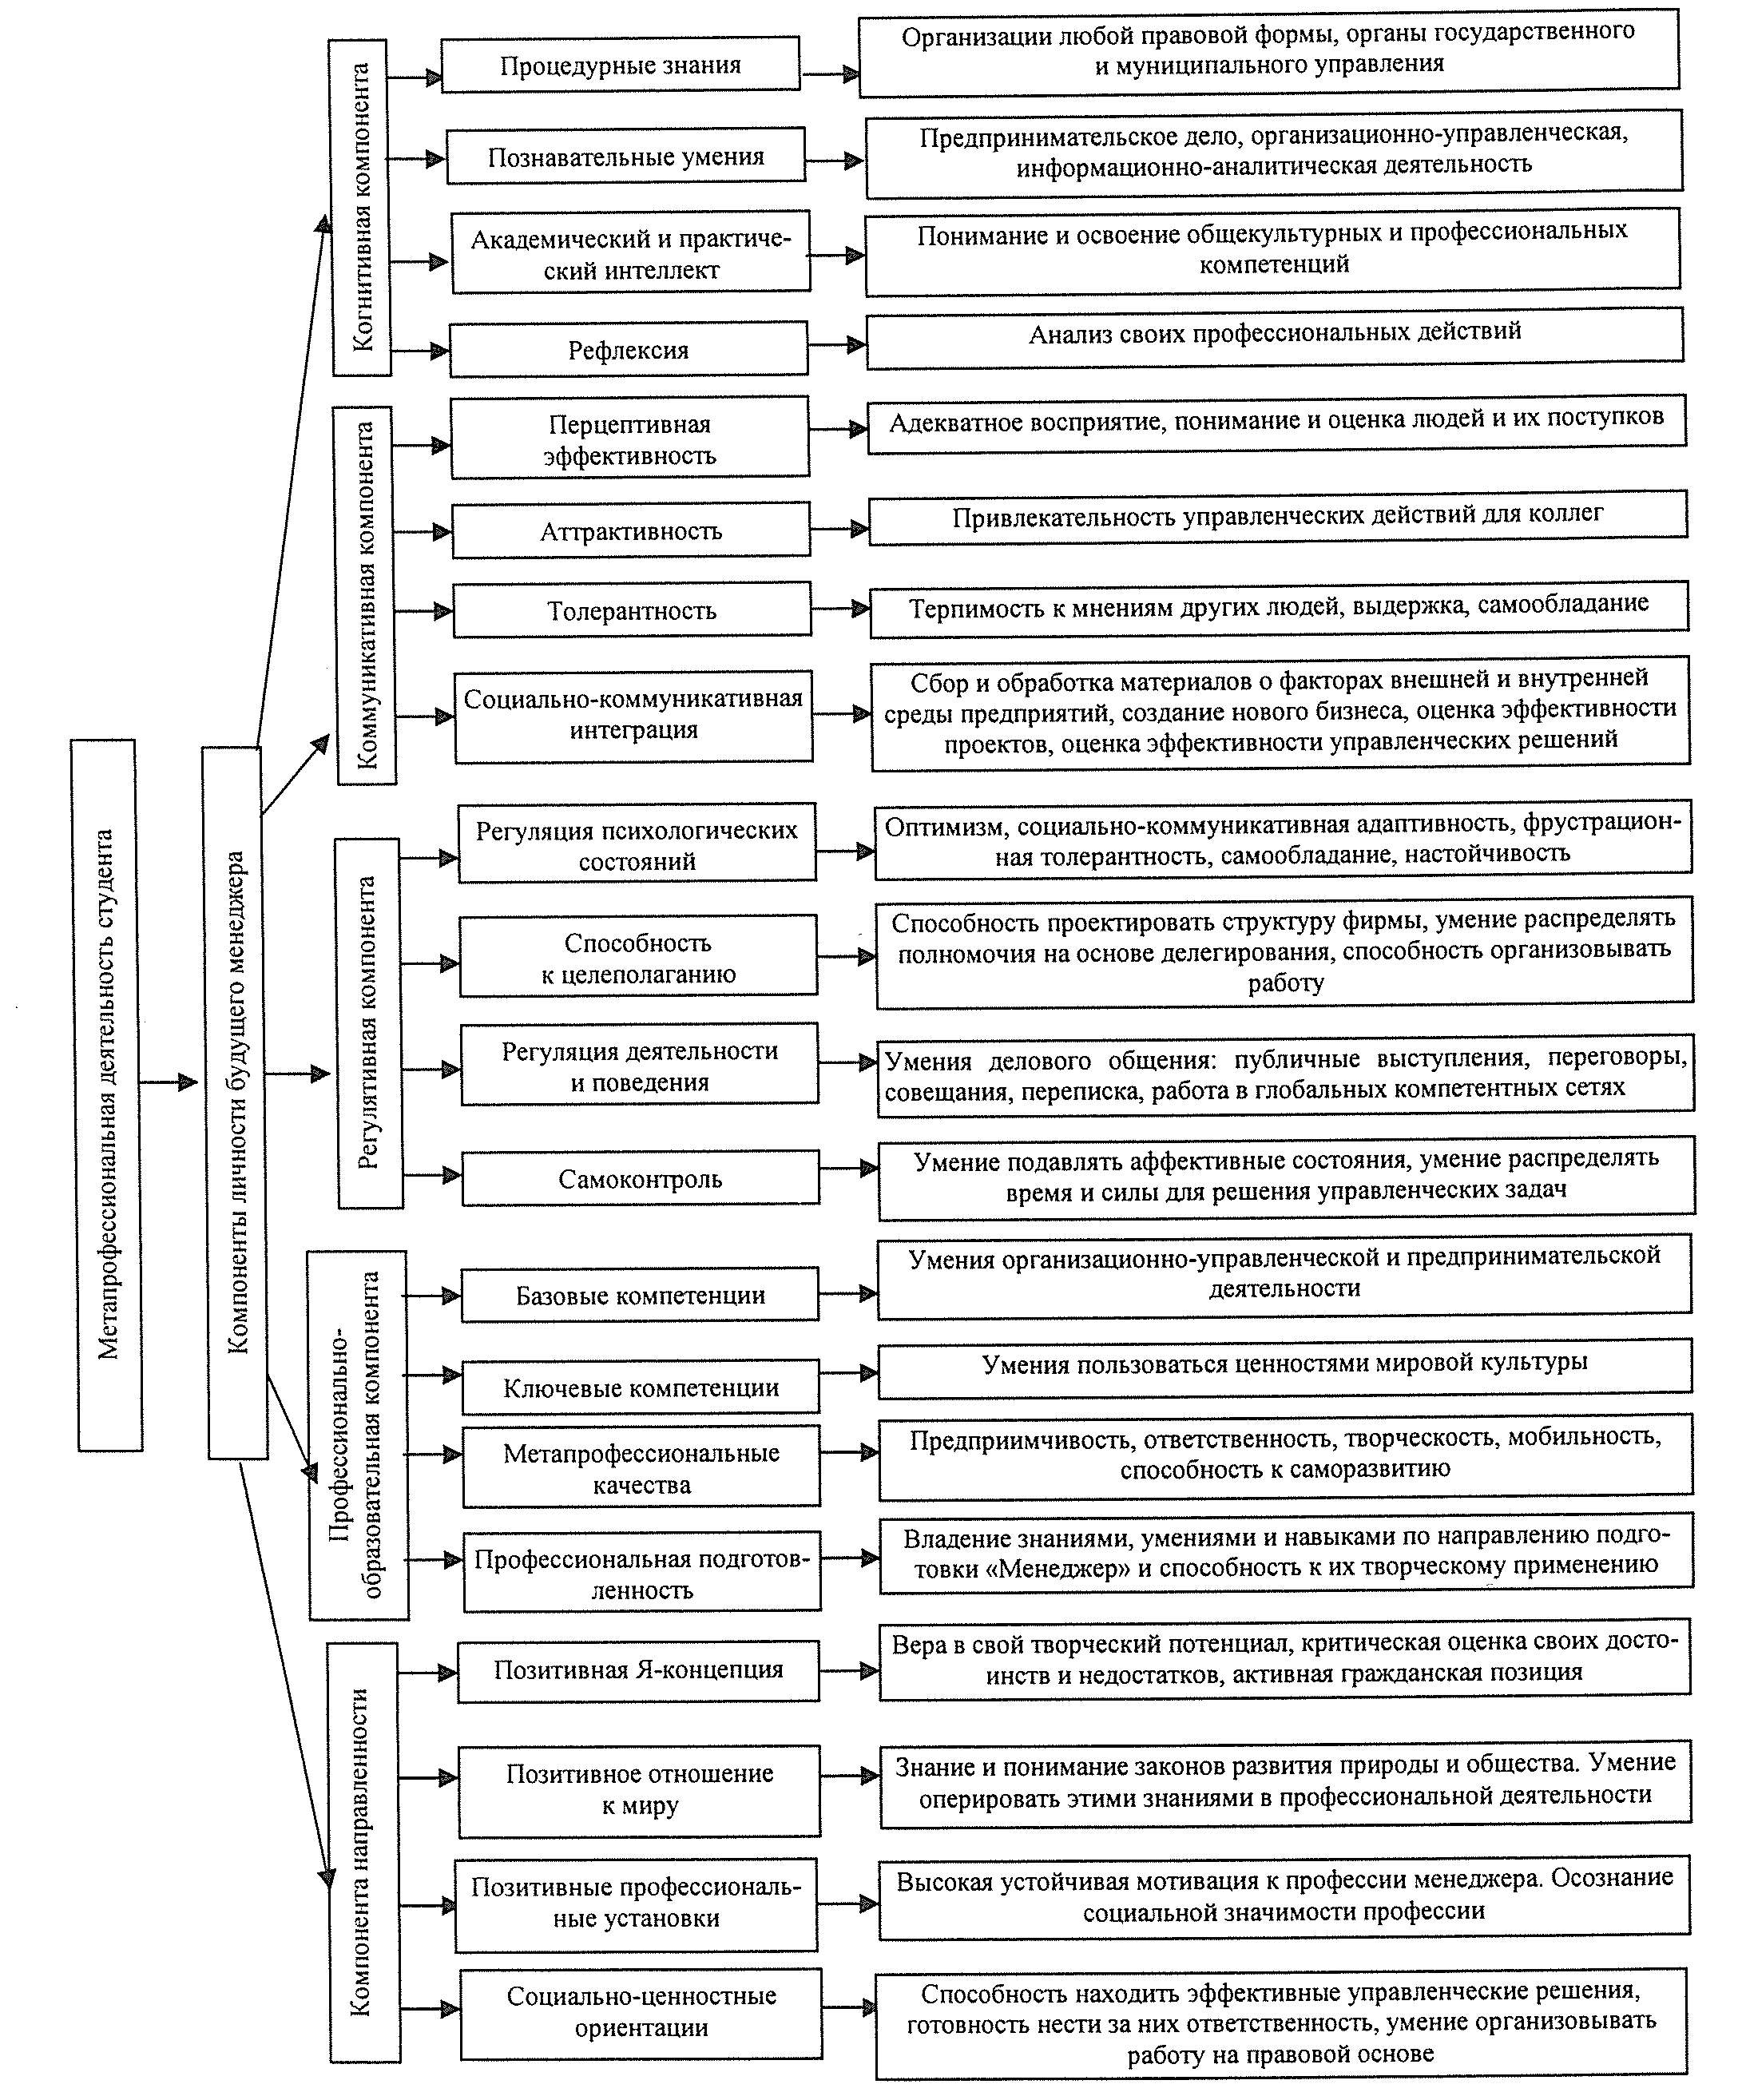 Метапрофессиональная деятельность студента
Компоненты личности будущего менеджера
Когнитивная компонента
Процедурные знания
Организации любой правовой формы, органы государственного
и муниципального управления
Познавательные умения
Предпринимательское дело, организационно-управленческая,
информационно-аналитическая деятельность
Академический и практиче-
ский интеллект
Понимание и освоение общекультурных и профессиональных
компетенций
Рефлексия
Анализ своих профессиональных действий
Коммуникативная компонента
Перцептивная
эффективность
Адекватное восприятие, понимание и оценка людей и их поступков
Аттрактивность
Привлекательность управленческих действий для коллег
Толерантность
Терпимость к мнениям других людей, выдержка, самообладание
Социально-коммуникативная
интеграция
Сбор и обработка материалов о факторах внешней и внутренней
среды предприятий, создание нового бизнеса, оценка эффективности
проектов, оценка эффективности управленческих решений
Регулятивная компонента
Регуляция психологических
состояний
Оптимизм, социально-коммуникативная адаптивность, фрустрацион-
ная толерантность, самообладание, настойчивость
Способность
к целеполаганию
Способность проектировать структуру фирмы, умение распределять
полномочия на основе делегирования, способность организовывать
работу
Регуляция деятельности
и поведения
Умения делового общения: публичные выступления, переговоры,
совещания, переписка, работа в глобальных компетентных сетях
Самоконтроль
Умение подавлять аффективные состояния, умение распределять
время и силы для решения управленческих задач
Профессионально-
образовательная компонента
Базовые компетенции
Умения организационно-управленческой и предпринимательской
деятельности
Ключевые компетенции
Умения пользоваться ценностями мировой культуры
Метапрофессиональные
качества
Предприимчивость, ответственность, творческость, мобильность,
способность к саморазвитию
Профессиональная подготов-
ленность
Владение знаниями, умениями и навыками по направлению подго-
товки «Менеджер» и способность к их творческому применению
Компонента направленности
Позитивная Я-концепция
Вера в свой творческий потенциал, критическая оценка своих досто-
инств и недостатков, активная гражданская позиция
Позитивное отношение
к миру
Знание и понимание законов развития природы и общества. Умение
оперировать этими знаниями в профессиональной деятельности
Позитивные профессиональ-
ные установки
Высокая устойчивая мотивация к профессии менеджера. Осознание
социальной значимости профессии
Социально-ценностные
ориентации
Способность находить эффективные управленческие решения,
готовность нести за них ответственность, умение организовывать
работу на правовой основе